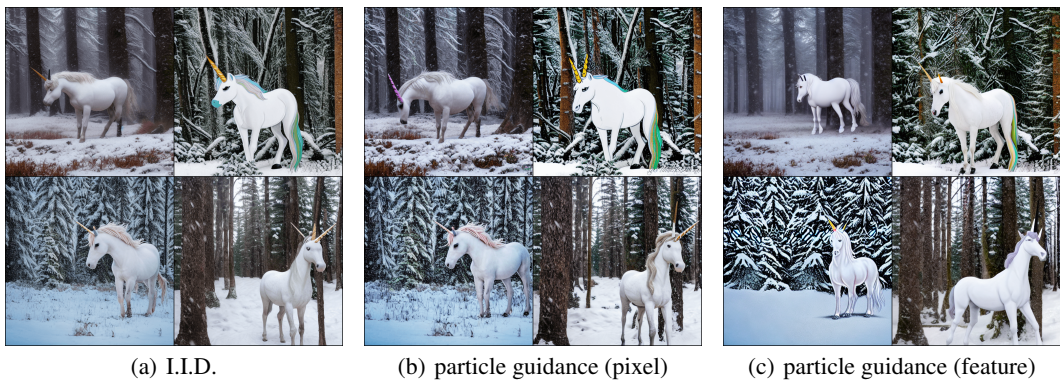 (a) I.I.D.
(b) particle guidance (pixel)
(c) particle guidance (feature)